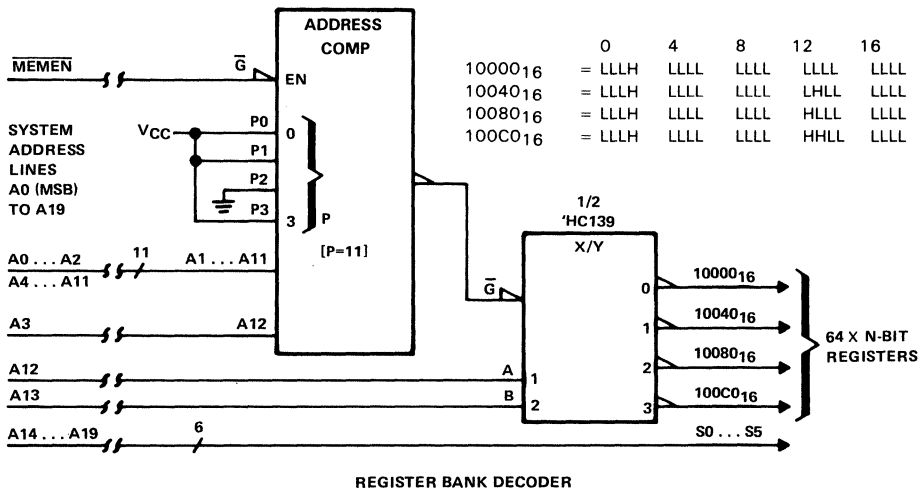 ADDRESS
COMP
MEMEN
G
EN
SYSTEM
ADDRESS
LINES
A0 (MSB)
TO A19
VCC
P0
P1
P2
P3
0
3
P
[P=11]
A0 . . . A2
A4 . . . A11
11
A1 . . . A11
A3
A12
A12
A
1
A13
B
2
A14 . . . A19
6
S0 . . . S5
0 4 8 12 16
10000₁₆ = LLLH LLLL LLLL LLLL LLLL
10040₁₆ = LLLH LLLL LLLL LHLL LLLL
10080₁₆ = LLLH LLLL LLLL HLLL LLLL
100C0₁₆ = LLLH LLLL LLLL HHLL LLLL
1/2
'HC139
X/Y
G
0 10000₁₆
1 10040₁₆
2 10080₁₆
3 100C0₁₆
64 X N-BIT
REGISTERS
REGISTER BANK DECODER